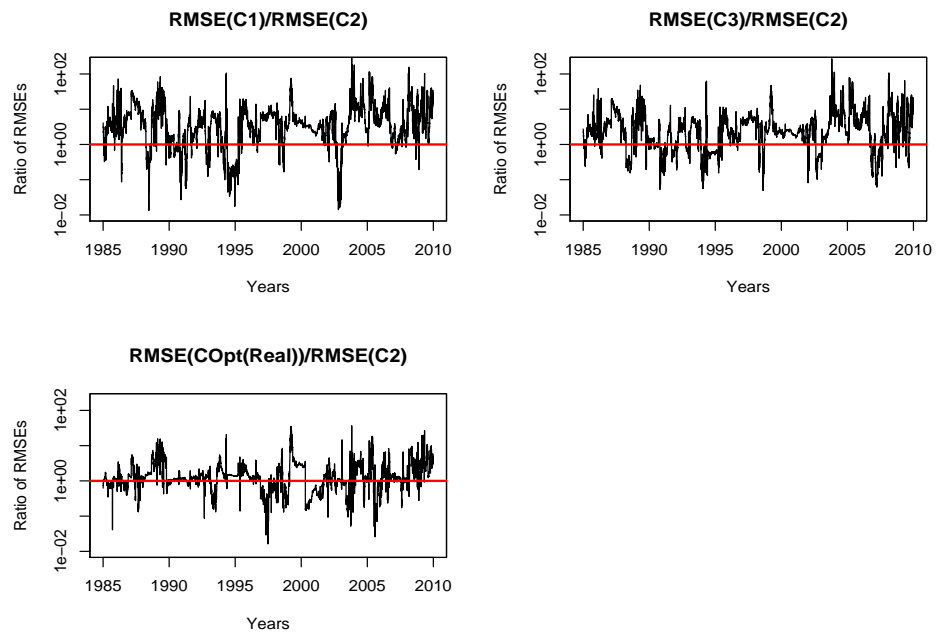 RMSE(C1)/RMSE(C2)
Ratio of RMSEs
1e+02
1e+00
1e−02
1985 1990 1995 2000 2005 2010
Years
RMSE(C3)/RMSE(C2)
Ratio of RMSEs
1e+02
1e+00
1e−02
1985 1990 1995 2000 2005 2010
Years
RMSE(COpt(Real))/RMSE(C2)
Ratio of RMSEs
1e+02
1e+00
1e−02
1985 1990 1995 2000 2005 2010
Years